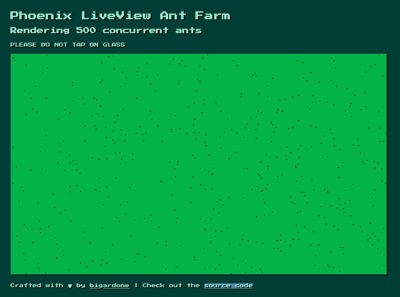 Phoenix LiveView Ant Farm
Rendering 500 concurrent ants
PLEASE DO NOT TAP ON GLASS
Crafted with ♥ by bigardone | Check out the source code